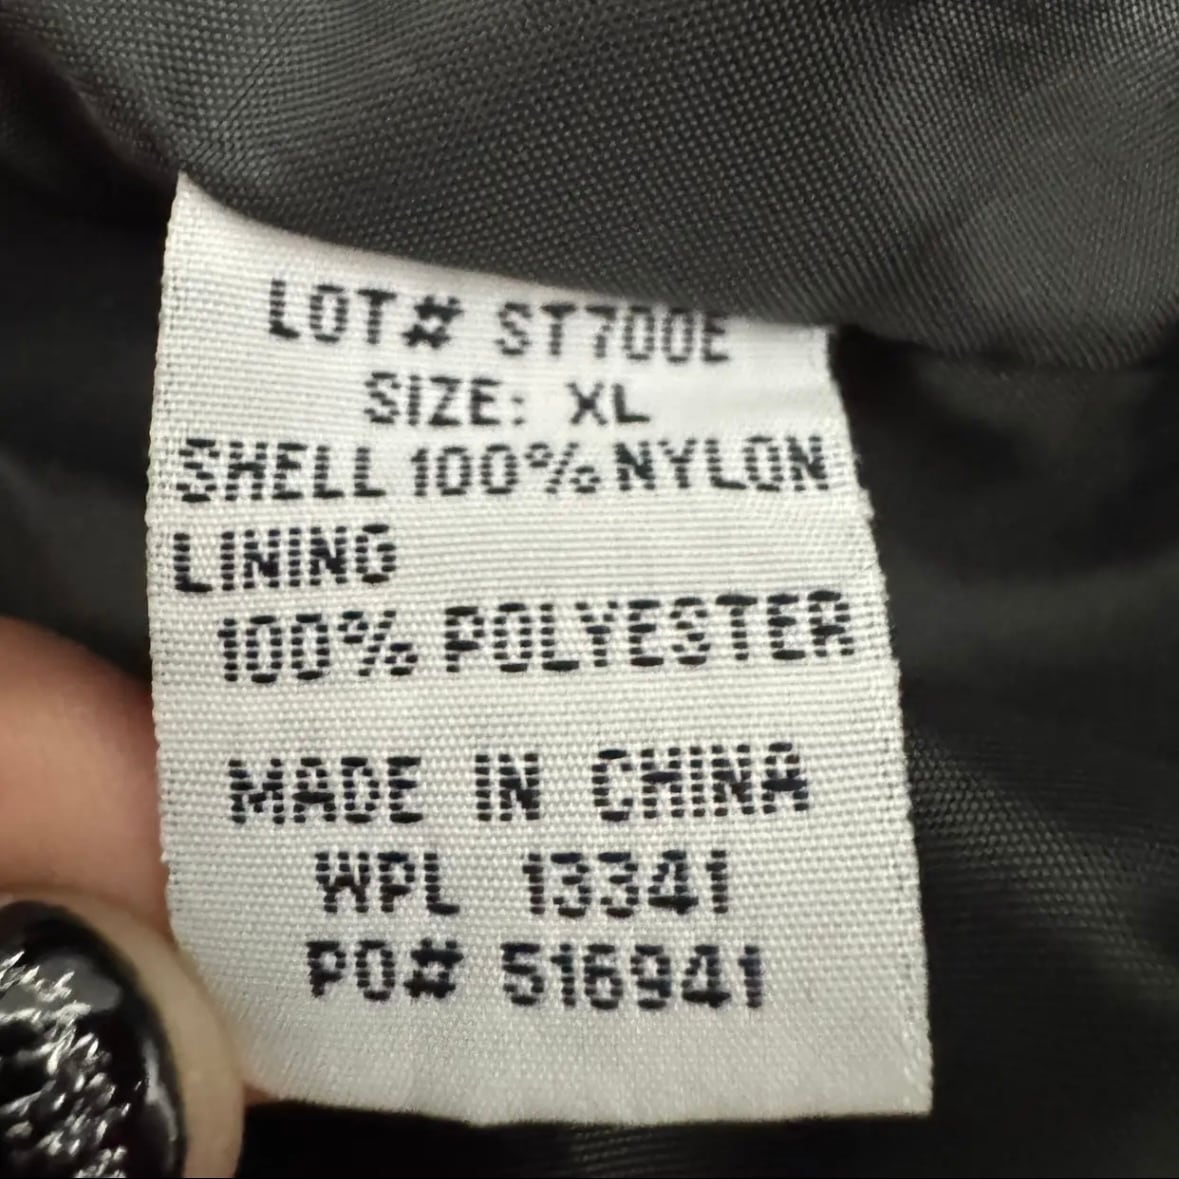 LOT# ST700E
SIZE: XL
SHELL 100% NYLON
LINING
100% POLYESTER
MADE IN CHINA
WPL 13341
PO# 516941